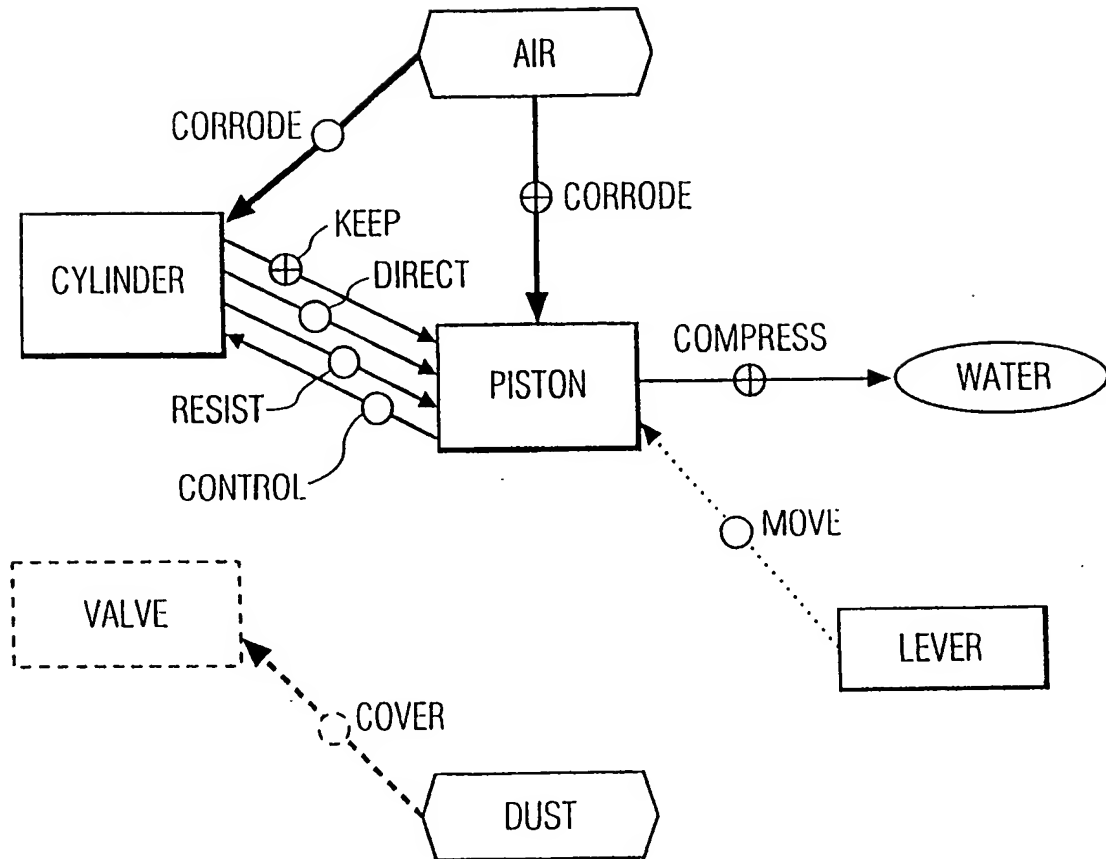 AIR
CORRODE
CORRODE
KEEP
CYLINDER
DIRECT
COMPRESS
PISTON
WATER
RESIST
CONTROL
MOVE
VALVE
LEVER
COVER
DUST